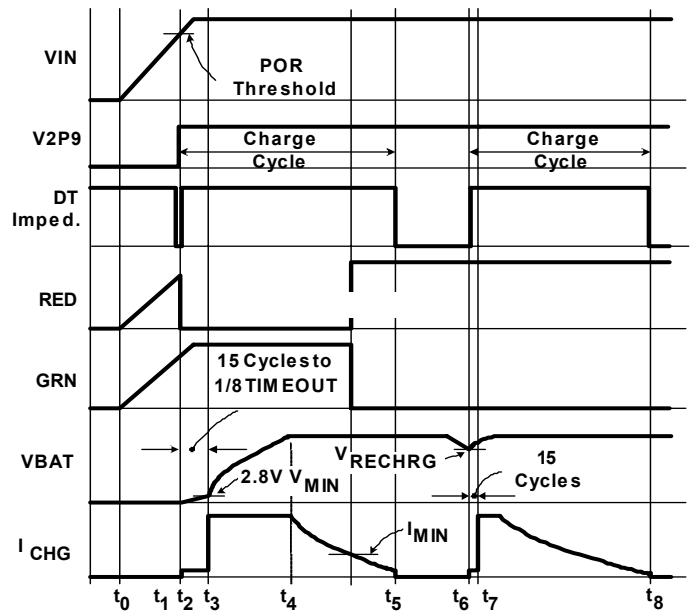 VIN
POR
Threshold
V2P9
Charge
Cycle
Charge
Cycle
DT
Imped.
RED
GRN
15 Cycles to
1/8 TIMEOUT
VBAT
VRECHRG
2.8V VMIN
15
Cycles
I CHG
IMIN
t0 t1 t2 t3 t4 t5 t6 t7 t8